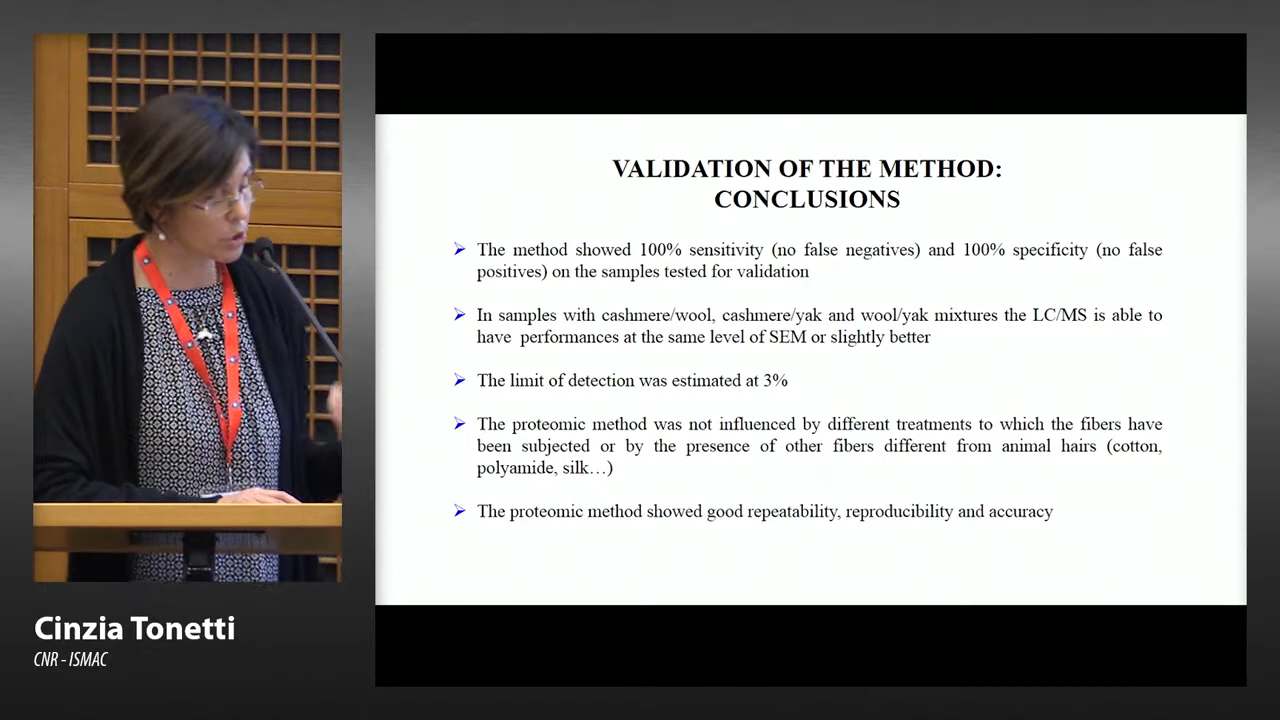 VALIDATION OF THE METHOD:
CONCLUSIONS
➢ The method showed 100% sensitivity (no false negatives) and 100% specificity (no false
positives) on the samples tested for validation
➢ In samples with cashmere/wool, cashmere/yak and wool/yak mixtures the LC/MS is able to
have performances at the same level of SEM or slightly better
➢ The limit of detection was estimated at 3%
➢ The proteomic method was not influenced by different treatments to which the fibers have
been subjected or by the presence of other fibers different from animal hairs (cotton,
polyamide, silk…)
➢ The proteomic method showed good repeatability, reproducibility and accuracy
Cinzia Tonetti
CNR - ISMAC